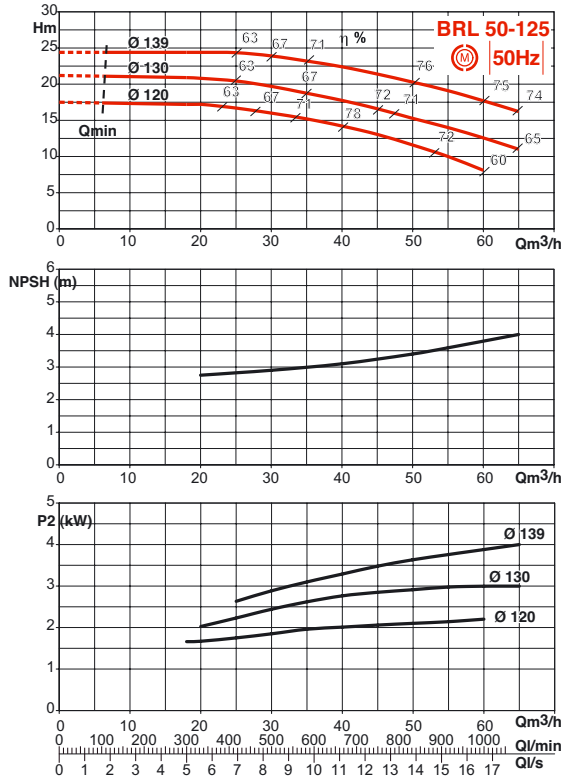 30
Hm
25
20
15
10
5
0
BRL 50-125
M
50Hz
η %
Ø 139
63
67
71
76
75
74
Ø 130
63
67
72
71
65
Ø 120
63
67
71
78
72
60
Qmin
0 10 20 30 40 50 60 Qm3/h
6
NPSH (m)
5
4
3
2
1
0
0 10 20 30 40 50 60 Qm3/h
5
P2 (kW)
4
3
2
1
0
Ø 139
Ø 130
Ø 120
0 10 20 30 40 50 60 Qm3/h
0 100 200 300 400 500 600 700 800 900 1000 Ql/min
0 1 2 3 4 5 6 7 8 9 10 11 12 13 14 15 16 17 Ql/s